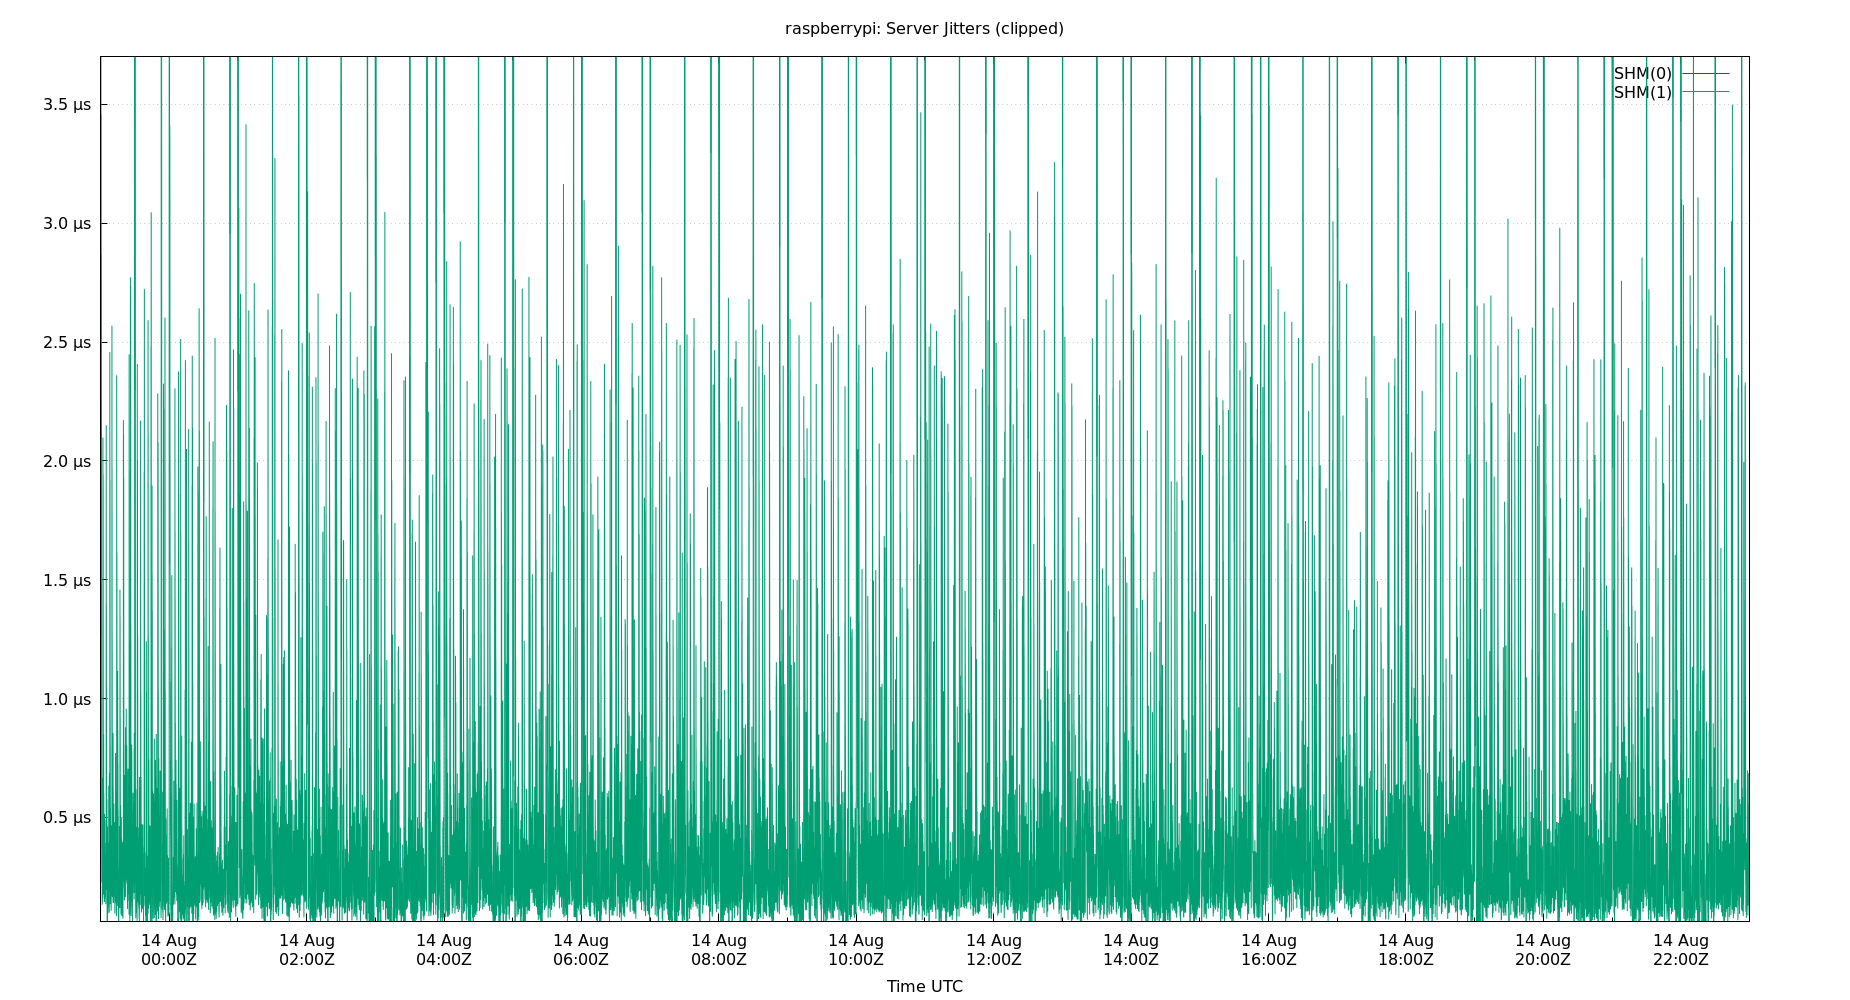 raspberrypi: Server Jitters (clipped)
SHM(0)
SHM(1)
3.5 µs
3.0 µs
2.5 µs
2.0 µs
1.5 µs
1.0 µs
0.5 µs
14 Aug 14 Aug 14 Aug 14 Aug 14 Aug 14 Aug 14 Aug 14 Aug 14 Aug 14 Aug 14 Aug 14 Aug
00:00Z 02:00Z 04:00Z 06:00Z 08:00Z 10:00Z 12:00Z 14:00Z 16:00Z 18:00Z 20:00Z 22:00Z
Time UTC